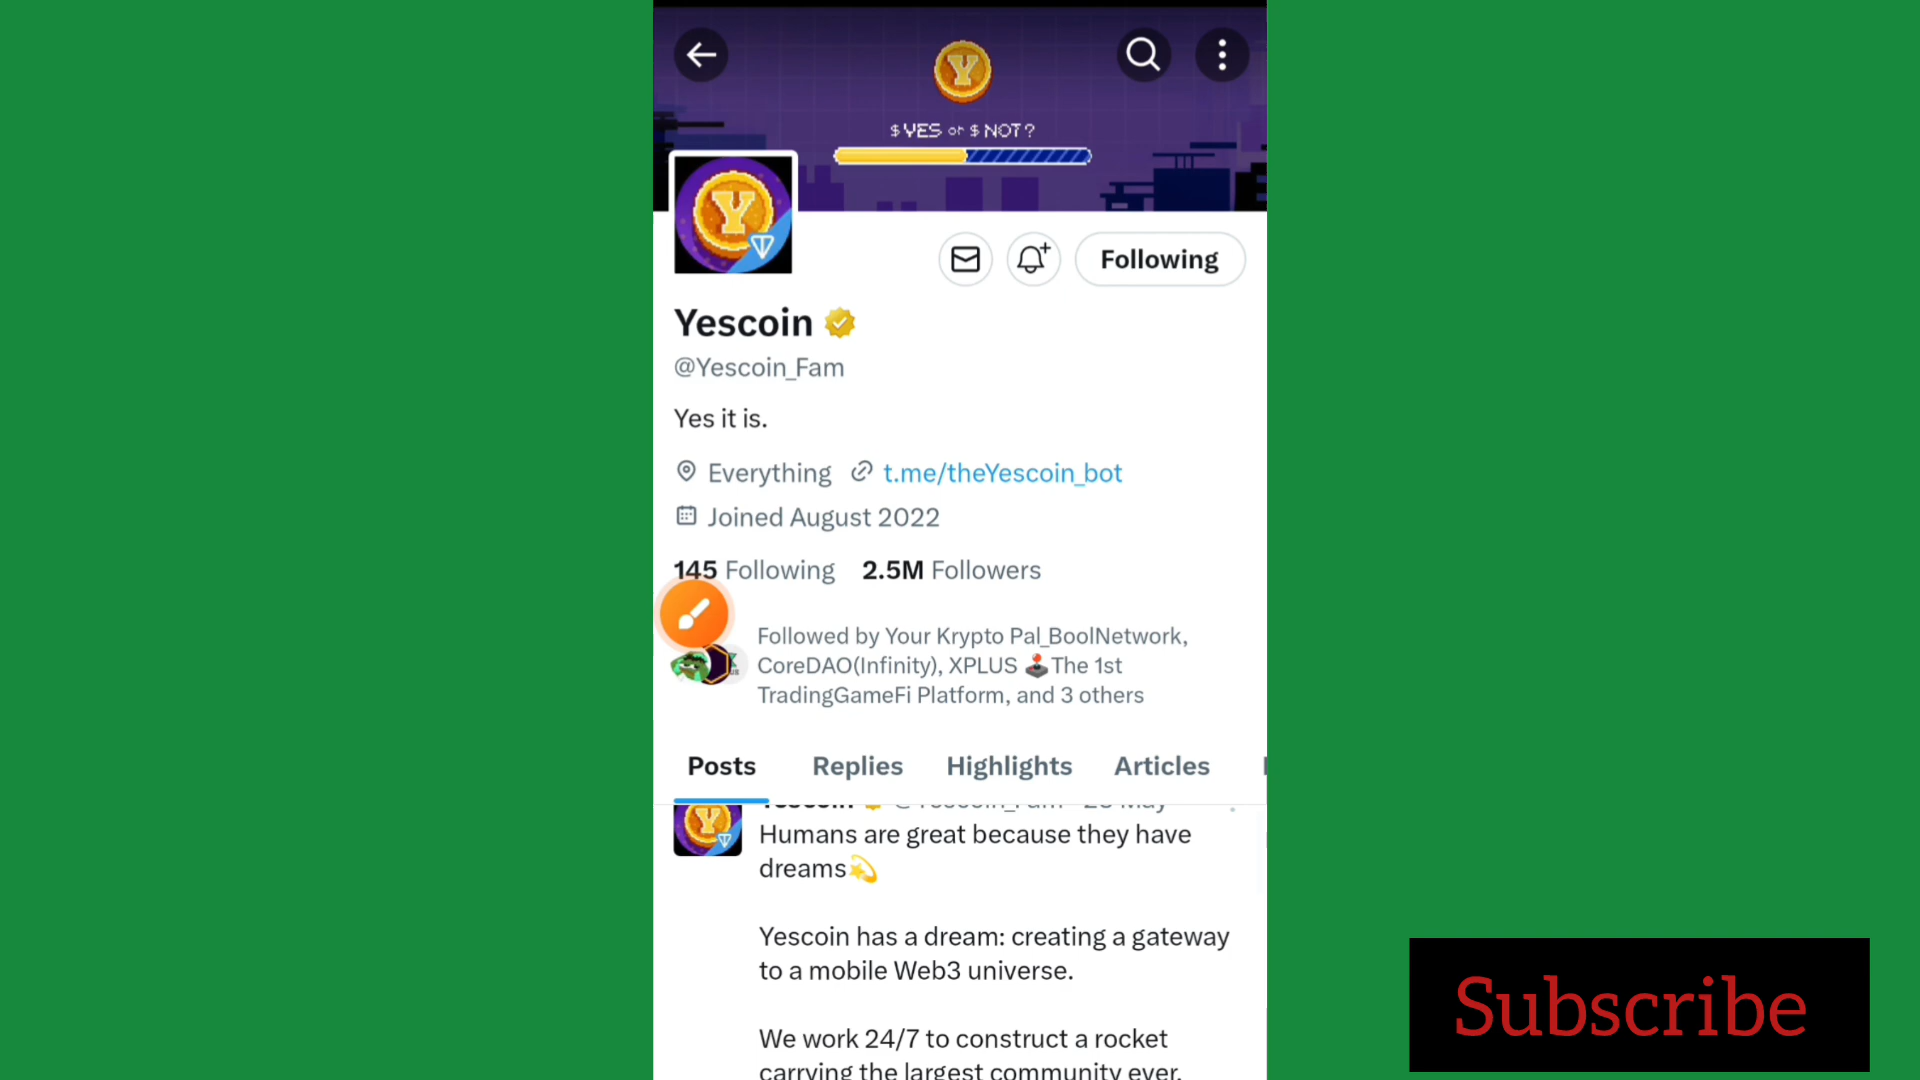 $ YES or $ NOT?
Following
Yescoin
@Yescoin_Fam
Yes it is.
Everything t.me/theYescoin_bot
Joined August 2022
145 Following 2.5M Followers
Followed by Your Krypto Pal_BoolNetwork,
CoreDAO(Infinity), XPLUS 🕹️The 1st
TradingGameFi Platform, and 3 others
Posts Replies Highlights Articles
Humans are great because they have
dreams💫
Yescoin has a dream: creating a gateway
to a mobile Web3 universe.
We work 24/7 to construct a rocket
carrying the largest community ever.
Subscribe